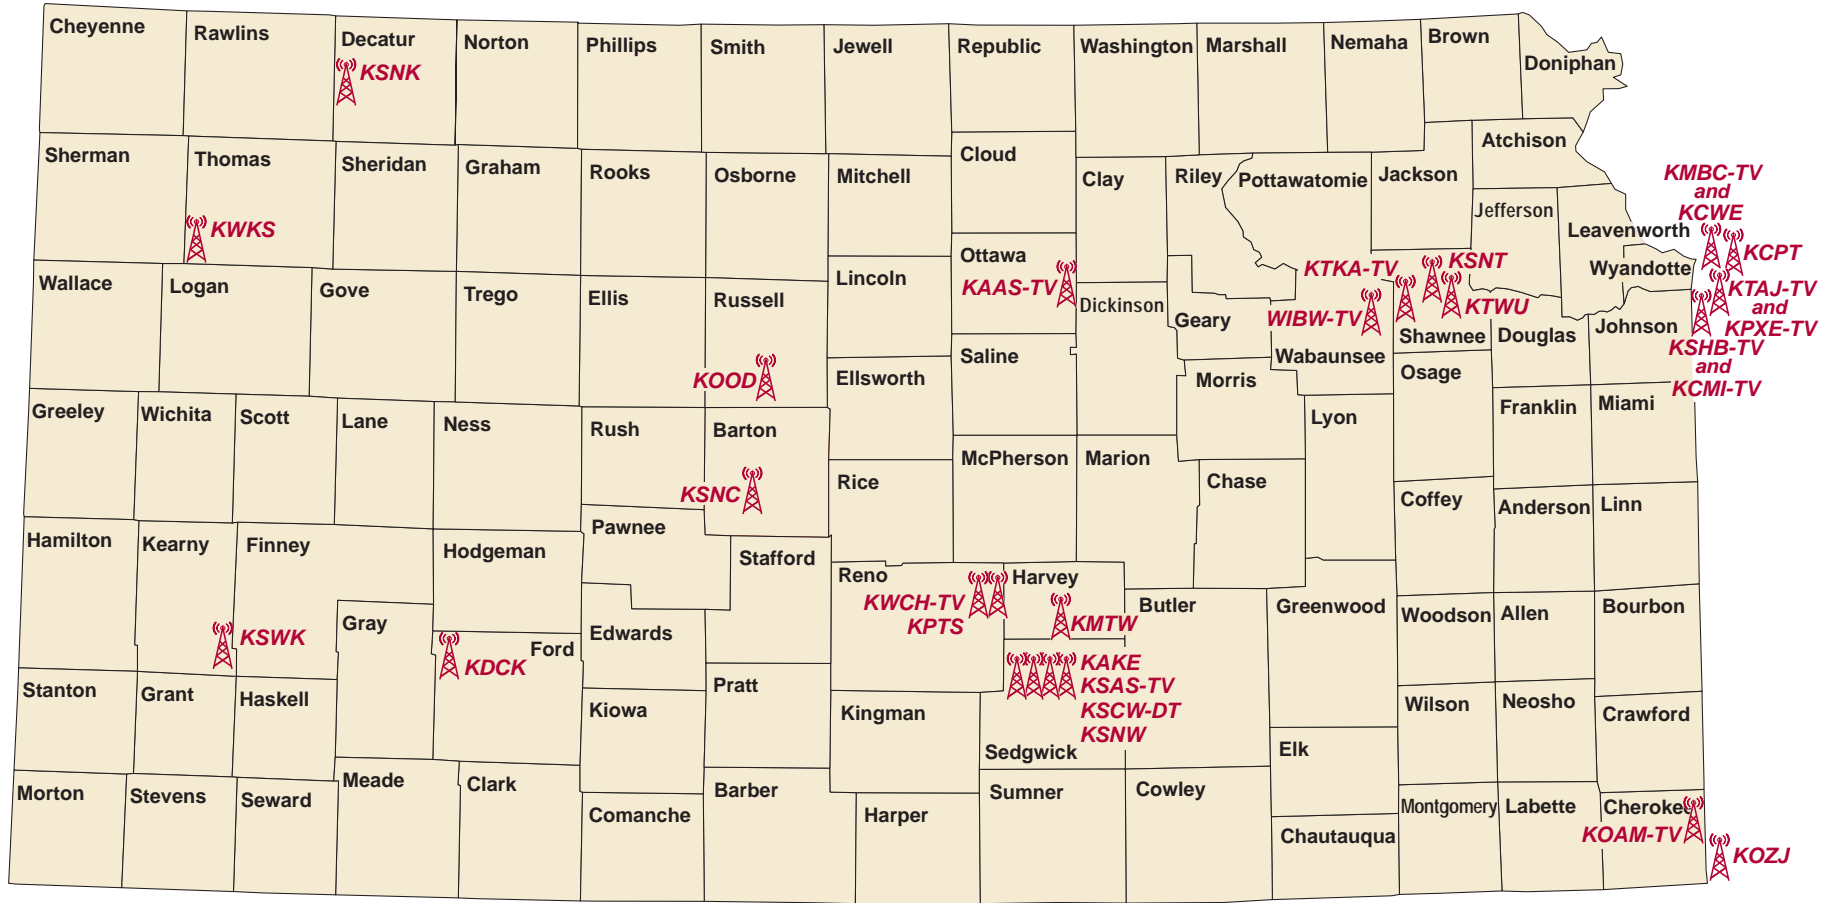 Cheyenne
Rawlins
Decatur
KSNK
Norton
Phillips
Smith
Jewell
Republic
Washington
Marshall
Nemaha
Brown
Doniphan
Sherman
Thomas
KWKS
Sheridan
Graham
Rooks
Osborne
Mitchell
Cloud
Clay
Riley
Pottawatomie
Jackson
Atchison
Jefferson
Leavenworth
Wyandotte
KMBC-TV
and
KCWE
KCPT
KTAJ-TV
and
KPXE-TV
KSHB-TV
and
KCMI-TV
Wallace
Logan
Gove
Trego
Ellis
Russell
KOOD
Lincoln
Ottawa
KAAS-TV
Dickinson
Geary
KTKA-TV
KSNT
KTWU
WIBW-TV
Wabaunsee
Shawnee
Douglas
Johnson
Saline
Ellsworth
Morris
Osage
Franklin
Miami
Lyon
Greeley
Wichita
Scott
Lane
Ness
Rush
Barton
KSNC
Rice
McPherson
Marion
Chase
Coffey
Anderson
Linn
Hamilton
Kearny
KSWK
Finney
Hodgeman
Pawnee
Stafford
Reno
KWCH-TV
KPTS
Harvey
KMTW
Butler
Greenwood
Woodson
Allen
Bourbon
Gray
Ford
KDCK
Edwards
KAKE
KSAS-TV
KSCW-DT
KSNW
Sedgwick
Stanton
Grant
Haskell
Kiowa
Pratt
Kingman
Elk
Wilson
Neosho
Crawford
Morton
Stevens
Seward
Meade
Clark
Comanche
Barber
Harper
Sumner
Cowley
Chautauqua
Montgomery
Labette
Cherokee
KOAM-TV
KOZJ